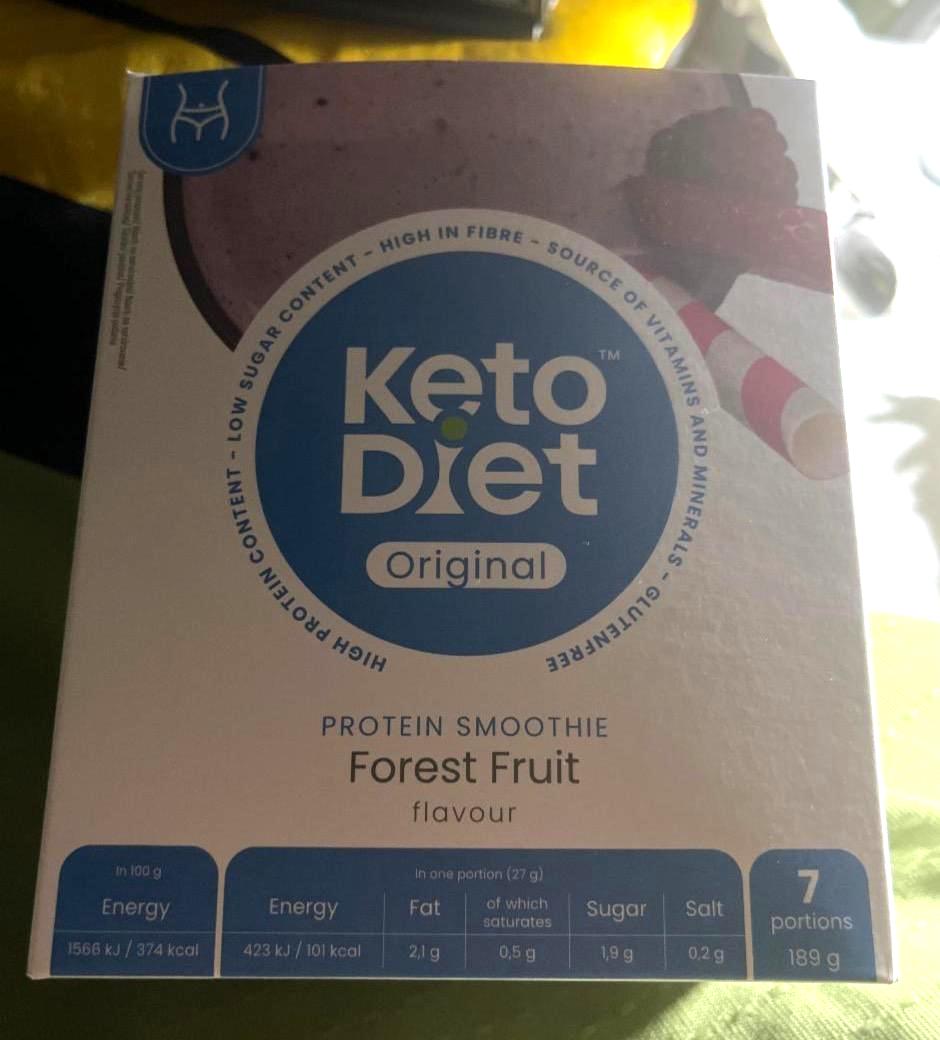 HIGH PROTEIN CONTENT - LOW SUGAR CONTENT - HIGH IN FIBRE - SOURCE OF VITAMINS AND MINERALS - GLUTENFREE
Keto™
Diet
Original
PROTEIN SMOOTHIE
Forest Fruit
flavour
In 100 g
Energy
1566 kJ / 374 kcal
In one portion (27 g)
Energy
423 kJ / 101 kcal
Fat
2,1 g
of which
saturates
0,5 g
Sugar
1,9 g
Salt
0,2 g
7
portions
189 g